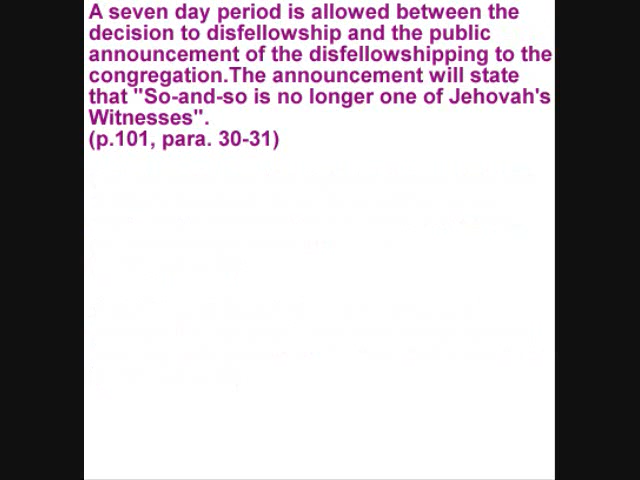 A seven day period is allowed between the
decision to disfellowship and the public
announcement of the disfellowshipping to the
congregation.The announcement will state
that "So-and-so is no longer one of Jehovah's
Witnesses".
(p.101, para. 30-31)